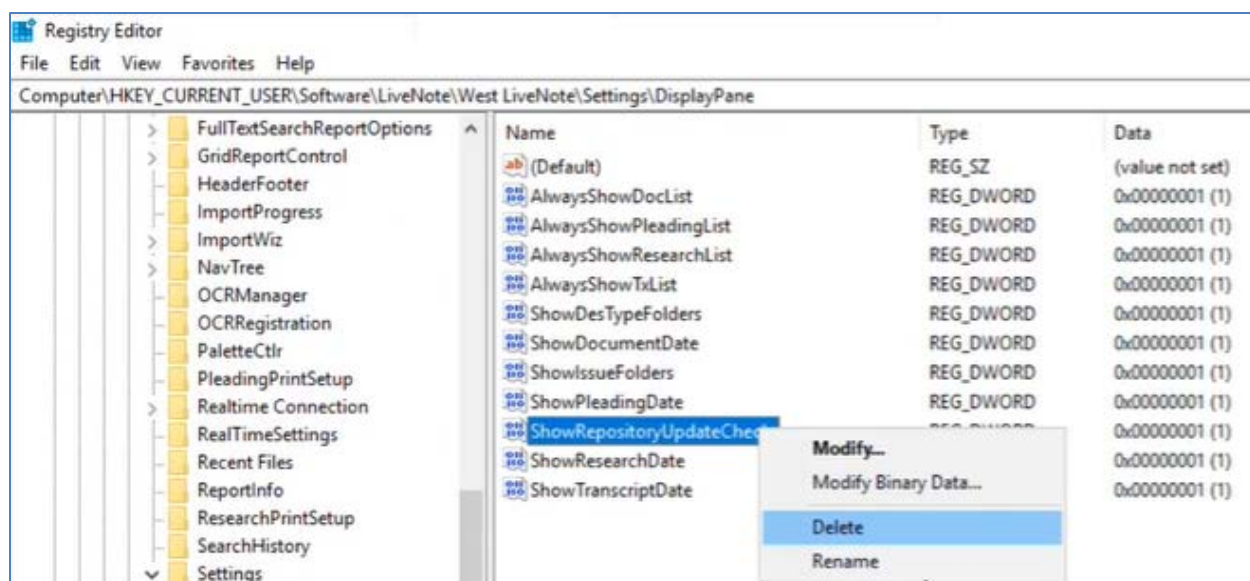 Registry Editor
File Edit View Favorites Help
Computer\HKEY_CURRENT_USER\Software\LiveNote\West LiveNote\Settings\DisplayPane
FullTextSearchReportOptions
GridReportControl
HeaderFooter
ImportProgress
ImportWiz
NavTree
OCRManager
OCRRegistration
PaletteCtlr
PleadingPrintSetup
Realtime Connection
RealTimeSettings
Recent Files
ReportInfo
ResearchPrintSetup
SearchHistory
Settings
Name Type Data
(Default) REG_SZ (value not set)
AlwaysShowDocList REG_DWORD 0x00000001 (1)
AlwaysShowPleadingList REG_DWORD 0x00000001 (1)
AlwaysShowResearchList REG_DWORD 0x00000001 (1)
AlwaysShowTxList REG_DWORD 0x00000001 (1)
ShowDesTypeFolders REG_DWORD 0x00000001 (1)
ShowDocumentDate REG_DWORD 0x00000001 (1)
ShowIssueFolders REG_DWORD 0x00000001 (1)
ShowPleadingDate REG_DWORD 0x00000001 (1)
ShowRepositoryUpdateChec 0x00000001 (1)
ShowResearchDate 0x00000001 (1)
ShowTranscriptDate 0x00000001 (1)
Modify...
Modify Binary Data...
Delete
Rename